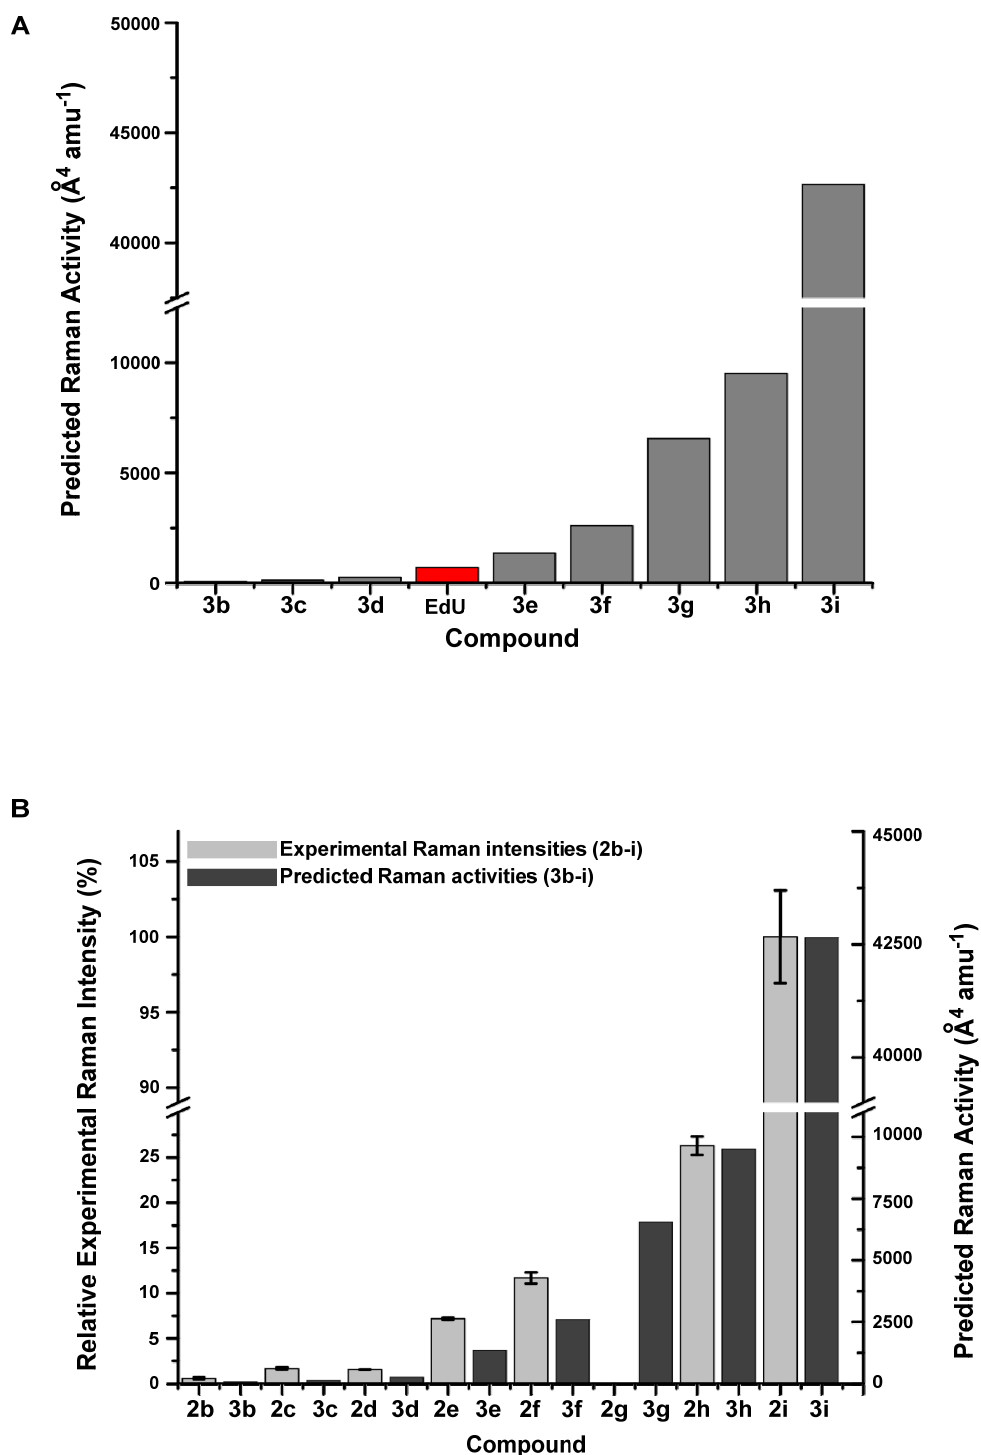 A
Predicted Raman Activity (Å⁴ amu⁻¹)
50000
45000
40000
10000
5000
0
3b 3c 3d EdU 3e 3f 3g 3h 3i
Compound
B
Experimental Raman intensities (2b-i)
Predicted Raman activities (3b-i)
Relative Experimental Raman Intensity (%)
105
100
95
90
25
20
15
10
5
0
45000
42500
40000
10000
7500
5000
2500
0
Predicted Raman Activity (Å⁴ amu⁻¹)
2b 3b 2c 3c 2d 3d 2e 3e 2f 3f 2g 3g 2h 3h 2i 3i
Compound